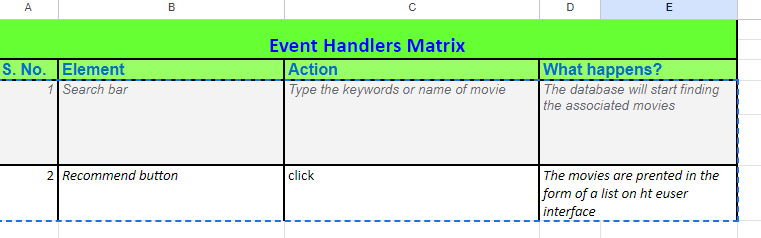 A B C D E
Event Handlers Matrix
S. No. Element Action What happens?
1 Search bar Type the keywords or name of movie The database will start finding
the associated movies
2 Recommend button click The movies are prented in the
form of a list on ht euser
interface